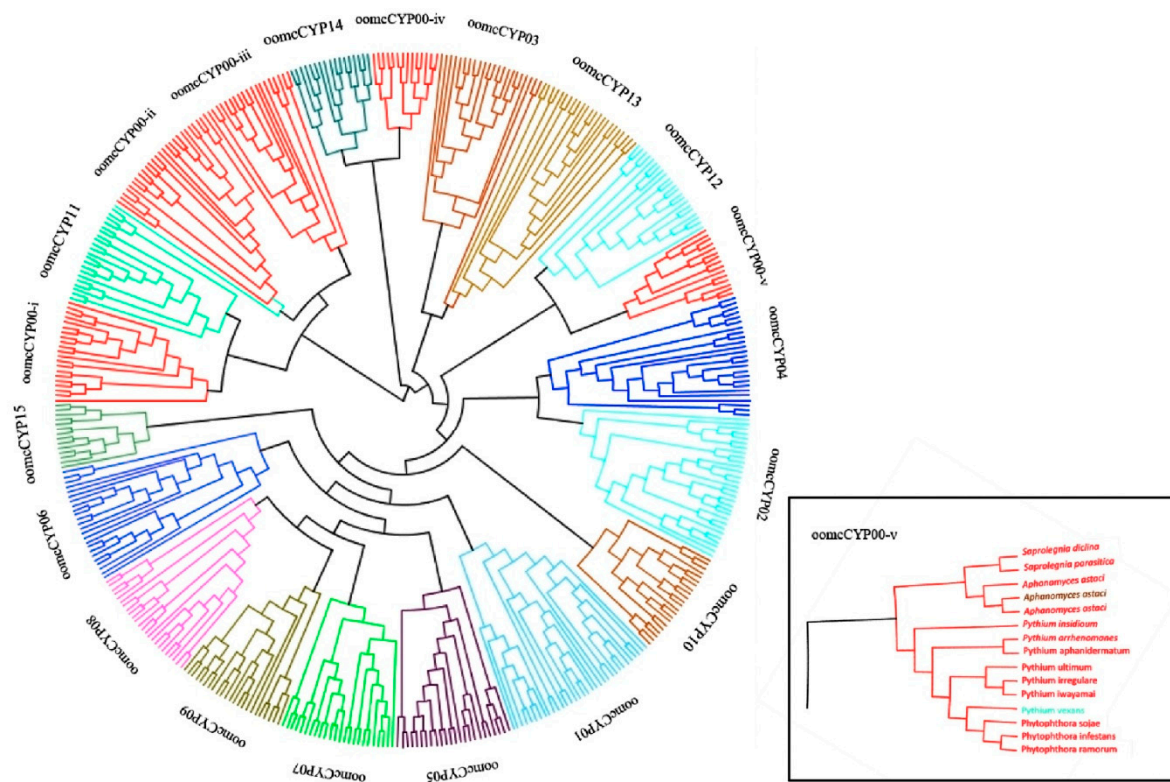 oomcCYP00-iv
oomcCYP14
oomcCYP03
oomcCYP00-iii
oomcCYP13
oomcCYP00-ii
oomcCYP12
oomcCYP11
oomcCYP00-v
oomcCYP00-i
oomcCYP04
oomcCYP15
oomcCYP02
oomcCYP06
oomcCYP10
oomcCYP08
oomcCYP01
oomcCYP09
oomcCYP07
oomcCYP05
oomcCYP00-v
Saprolegnia diclina
Saprolegnia parasitica
Aphanomyces astaci
Aphanomyces astaci
Aphanomyces astaci
Pythium insidioum
Pythium arrhenomanes
Pythium aphanidermatum
Pythium ultimum
Pythium irregulare
Pythium iwayamai
Pythium vexans
Phytophthora sojae
Phytophthora infestans
Phytophthora ramorum